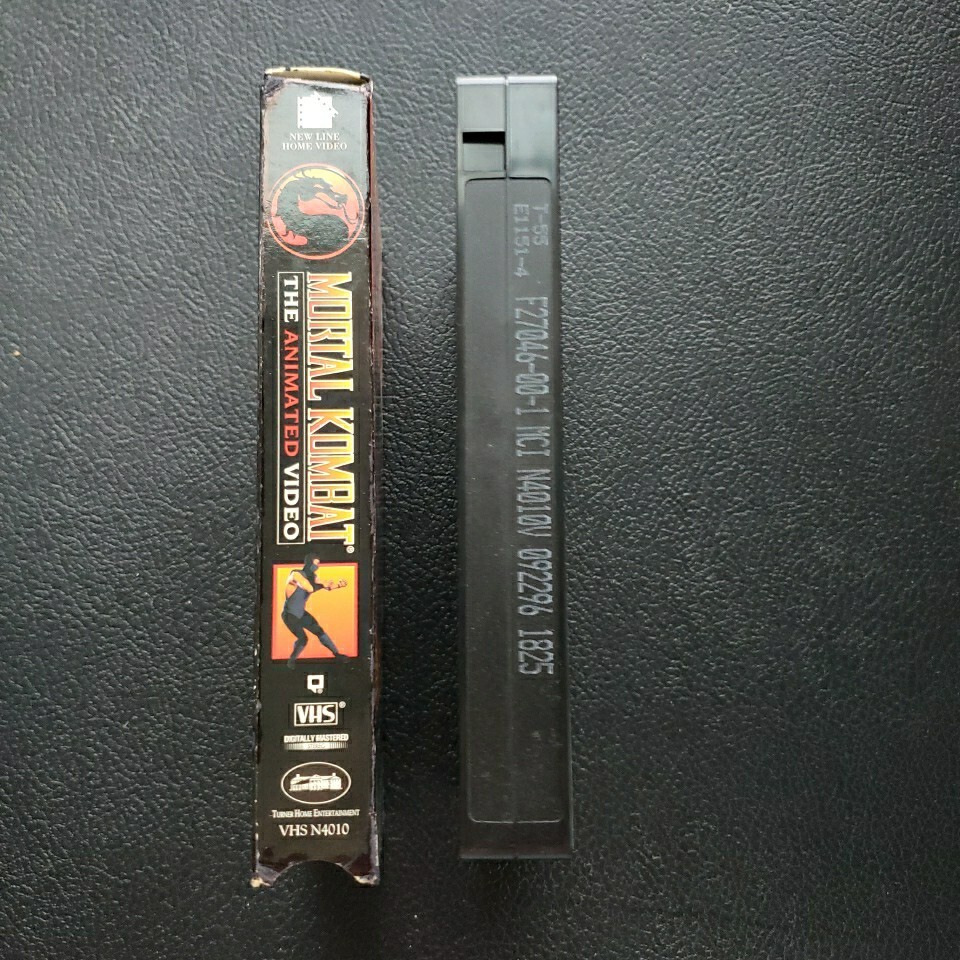 NEW LINE
HOME VIDEO
MORTAL KOMBAT®
THE ANIMATED VIDEO
VHS®
DIGITALLY MASTERED
STEREO
TURNER HOME ENTERTAINMENT
VHS N4010
T-55
E1151-4
F27046-00-1 MCI N4010V 092296 1825